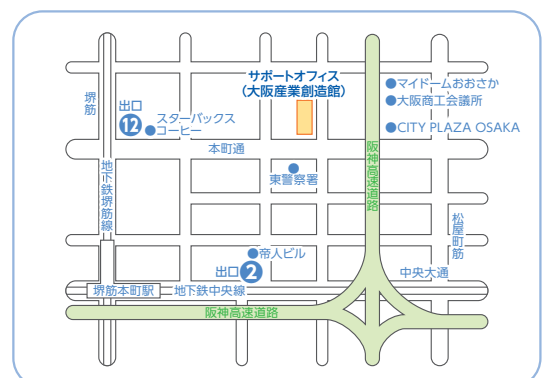 サポートオフィス
(大阪産業創造館)
堺筋
出口
12
スターバックス
コーヒー
マイドームおおさか
大阪商工会議所
CITY PLAZA OSAKA
本町通
阪神高速道路
東警察署
地下鉄堺筋線
松屋町筋
帝人ビル
出口
2
中央大通
堺筋本町駅
地下鉄中央線
阪神高速道路